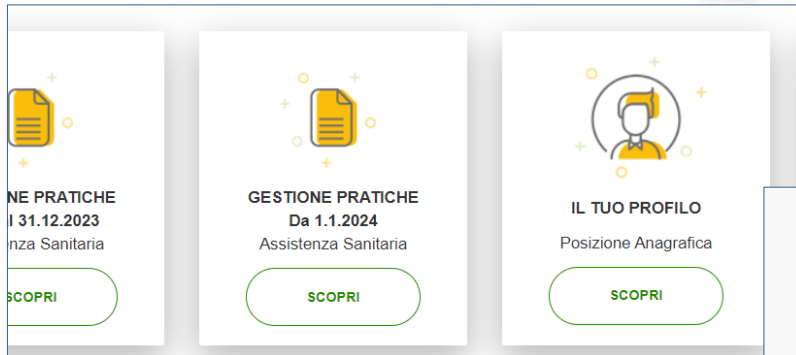 NE PRATICHE
l 31.12.2023
nza Sanitaria
SCOPRI
GESTIONE PRATICHE
Da 1.1.2024
Assistenza Sanitaria
SCOPRI
IL TUO PROFILO
Posizione Anagrafica
SCOPRI